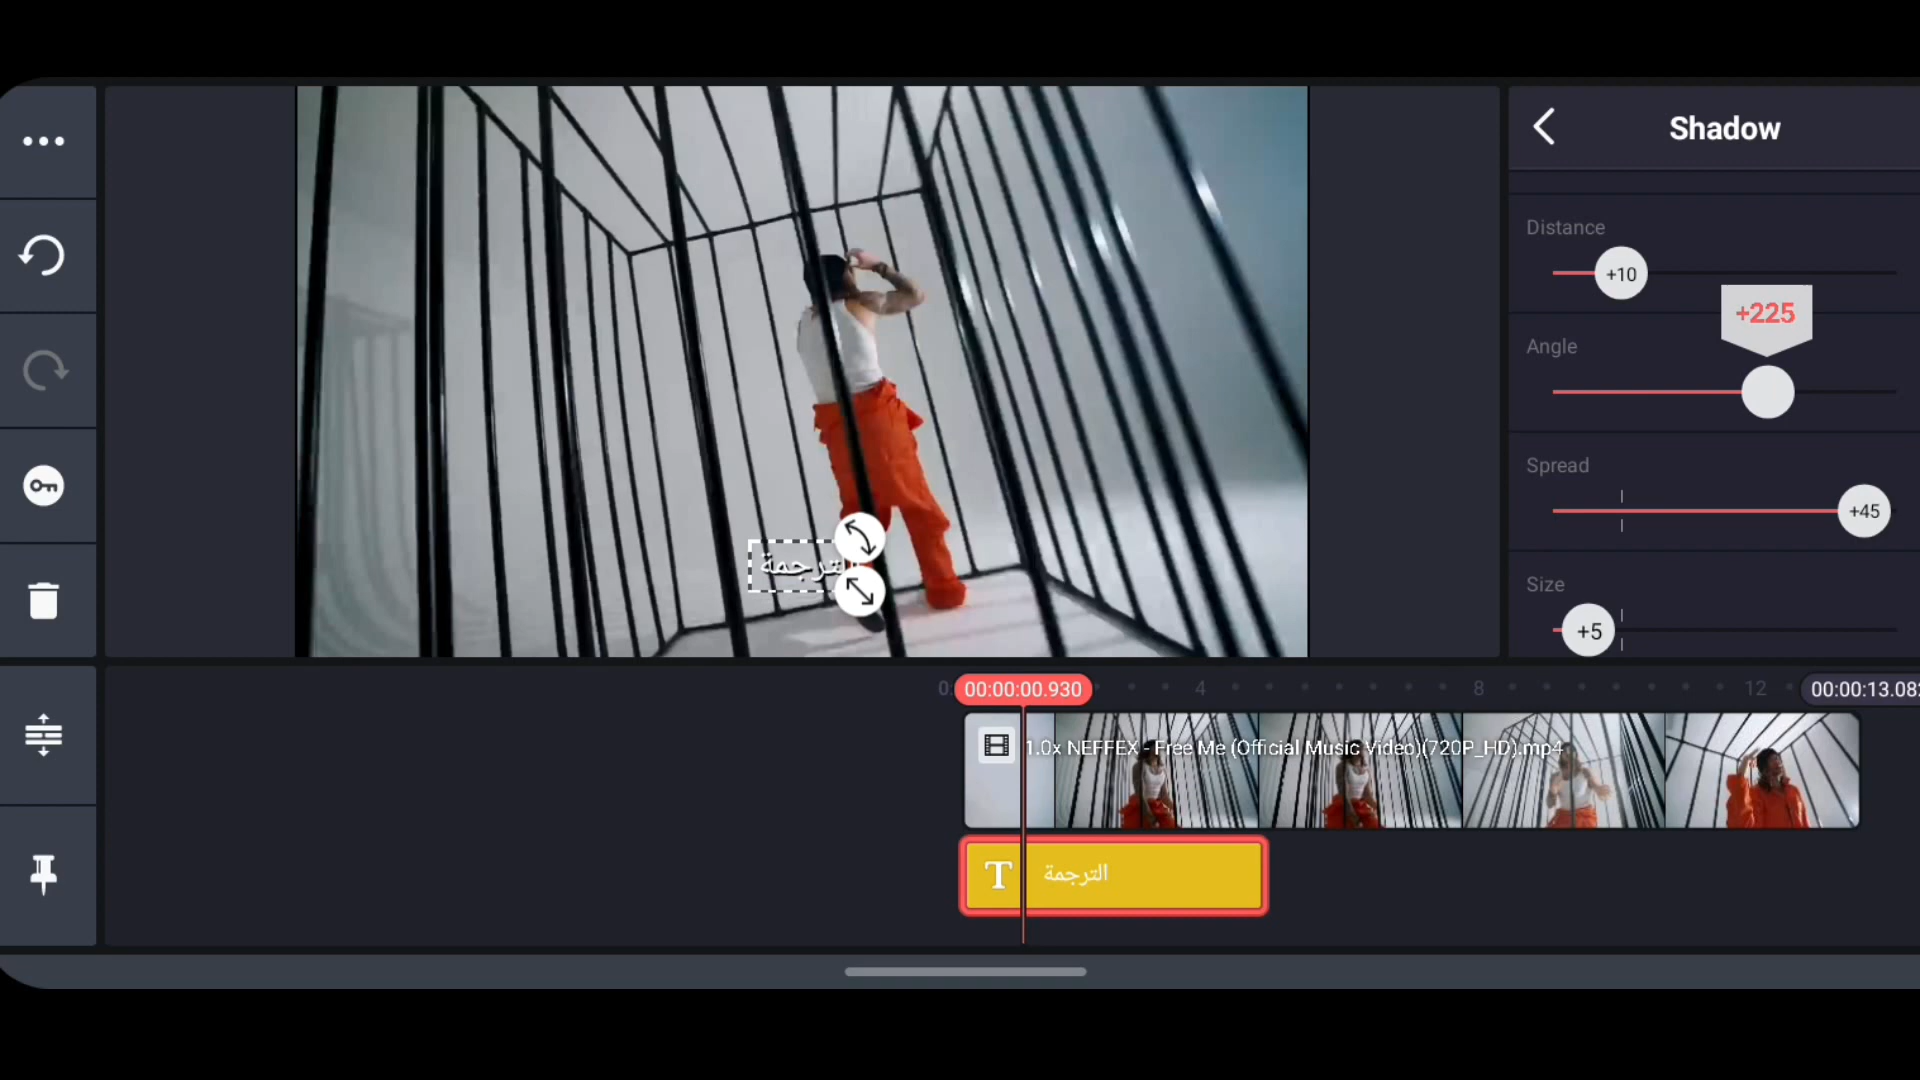 Shadow
Distance
+10
+225
Angle
Spread
+45
Size
+5
الترجمة
00:00:00.930
4
8
12
00:00:13.08
1.0x NEFFEX - Free Me (Official Music Video)(720P_HD).mp4
T
الترجمة